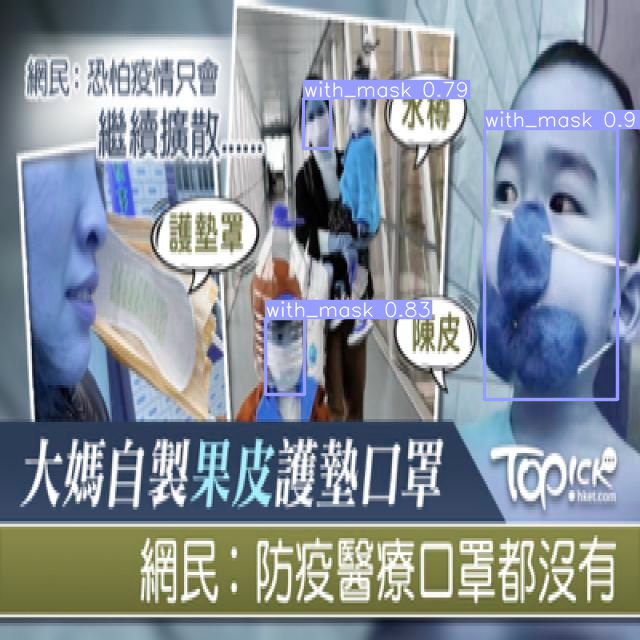 網民：恐怕疫情只會
繼續擴散......
with_mask 0.79
水樽
with_mask 0.9
護墊罩
with_mask 0.83
陳皮
大媽自製果皮護墊口罩
TOPICK
hket.com
網民：防疫醫療口罩都沒有